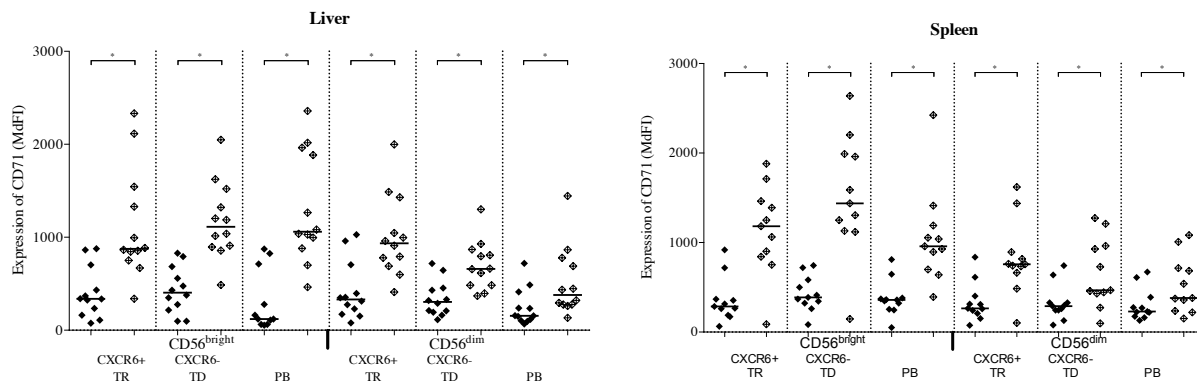 Liver
Expression of CD71 (MdFI)
3000
2000
1000
0
* * * * * *
CD56bright CD56dim
CXCR6+ CXCR6- CXCR6+ CXCR6-
TR TD PB TR TD PB
Spleen
Expression of CD71 (MdFI)
3000
2000
1000
0
* * * * * *
CD56bright CD56dim
CXCR6+ CXCR6- CXCR6+ CXCR6-
TR TD PB TR TD PB